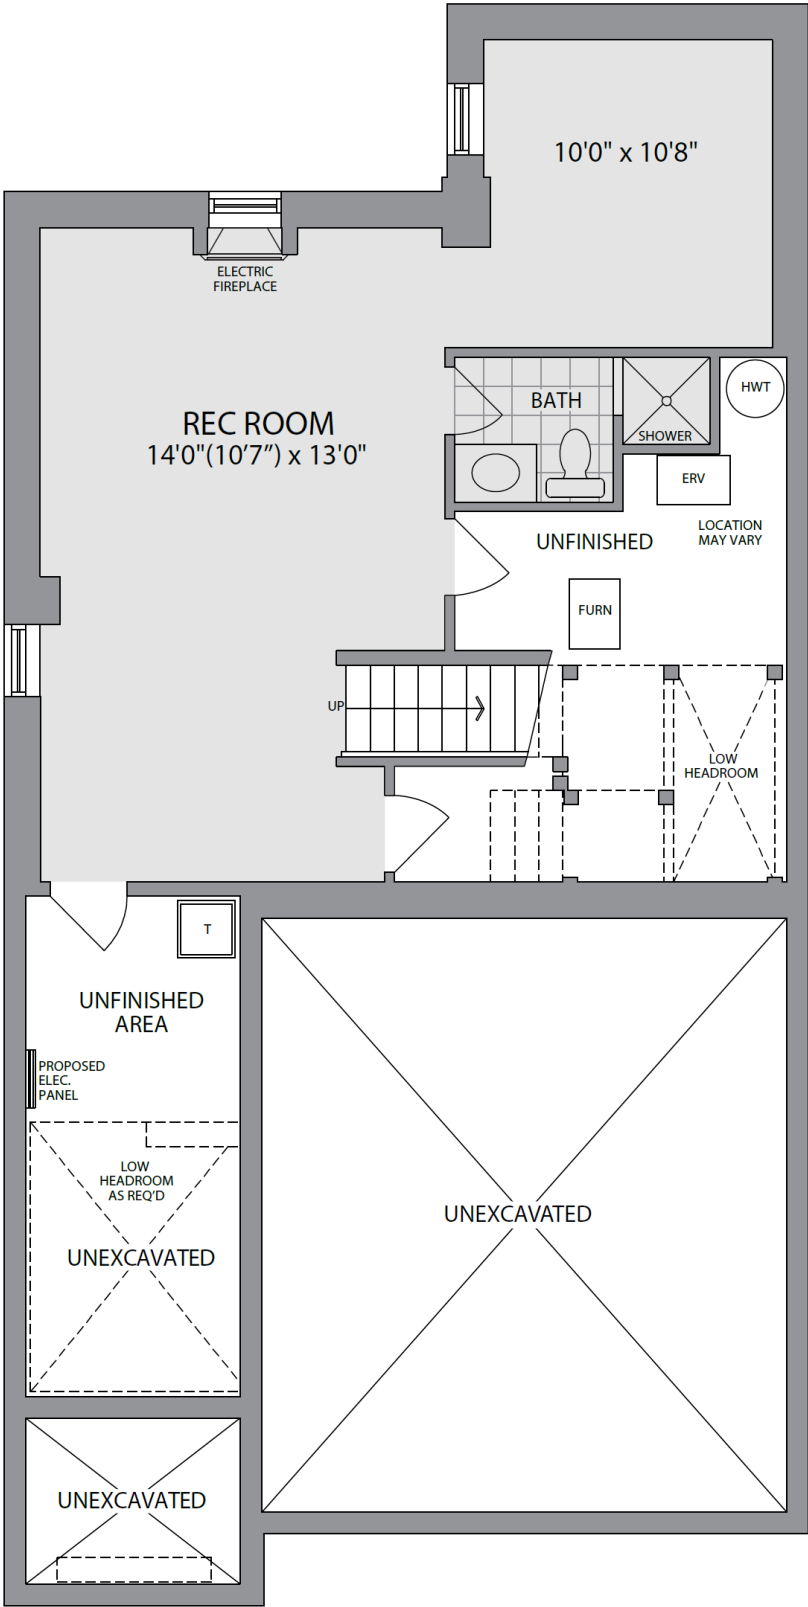 10'0" x 10'8"
ELECTRIC
FIREPLACE
REC ROOM
14'0"(10’7”) x 13'0"
BATH
HWT
SHOWER
ERV
LOCATION
MAY VARY
UNFINISHED
FURN
UP
LOW
HEADROOM
T
UNFINISHED
AREA
PROPOSED
ELEC.
PANEL
LOW
HEADROOM
AS REQ’D
UNEXCAVATED
UNEXCAVATED
UNEXCAVATED